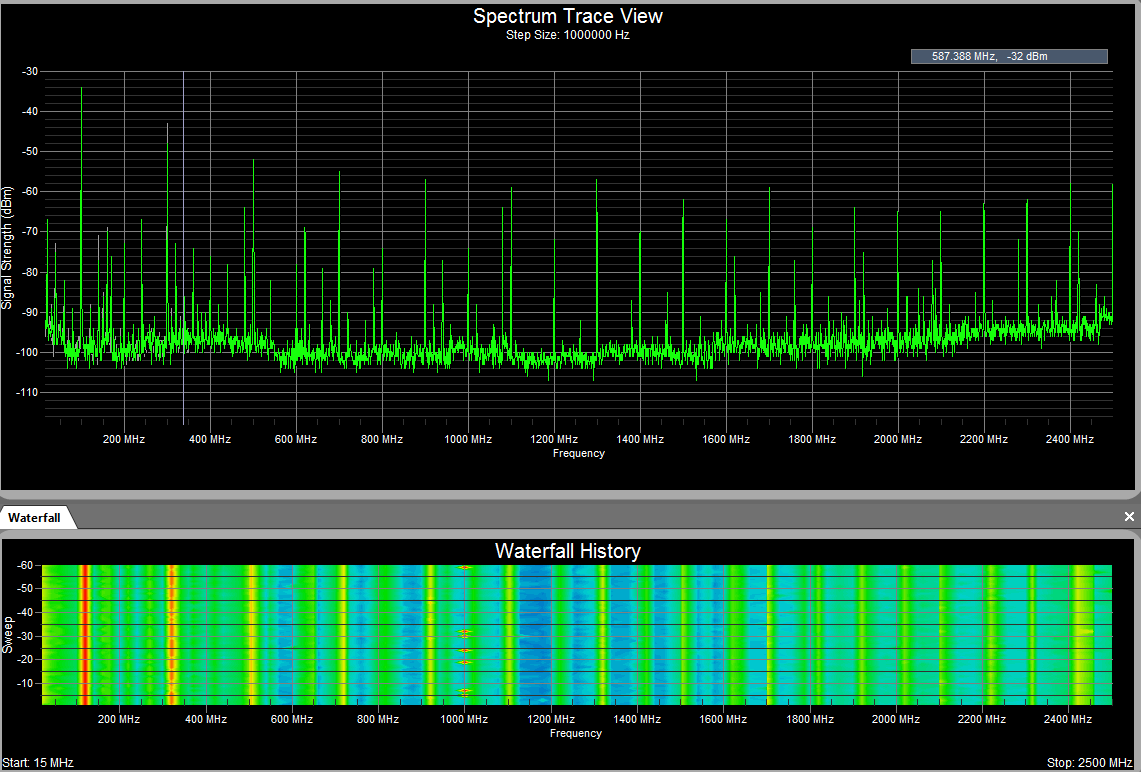 Spectrum Trace View
Step Size: 1000000 Hz
587.388 MHz, -32 dBm
-30
-40
-50
-60
-70
-80
-90
-100
-110
Signal Strength (dBm)
200 MHz 400 MHz 600 MHz 800 MHz 1000 MHz 1200 MHz 1400 MHz 1600 MHz 1800 MHz 2000 MHz 2200 MHz 2400 MHz
Frequency
Waterfall
Waterfall History
-60
-50
-40
-30
-20
-10
Sweep
200 MHz 400 MHz 600 MHz 800 MHz 1000 MHz 1200 MHz 1400 MHz 1600 MHz 1800 MHz 2000 MHz 2200 MHz 2400 MHz
Frequency
Start: 15 MHz Stop: 2500 MHz